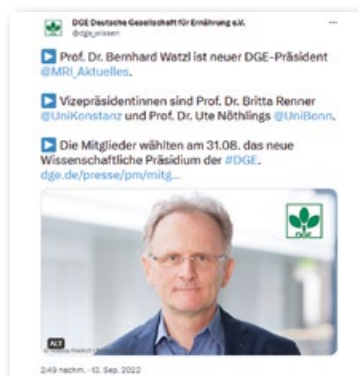 DGE Deutsche Gesellschaft für Ernährung e.V.
@dge_wissen
Prof. Dr. Bernhard Watzl ist neuer DGE-Präsident
@MRI_Aktuelles.
Vizepräsidentinnen sind Prof. Dr. Britta Renner
@UniKonstanz und Prof. Dr. Ute Nöthlings @UniBonn.
Die Mitglieder wählten am 31.08. das neue
Wissenschaftliche Präsidium der #DGE.
dge.de/presse/pm/mitg...
DGE
ALT
2:49 nachm. · 13. Sep. 2022